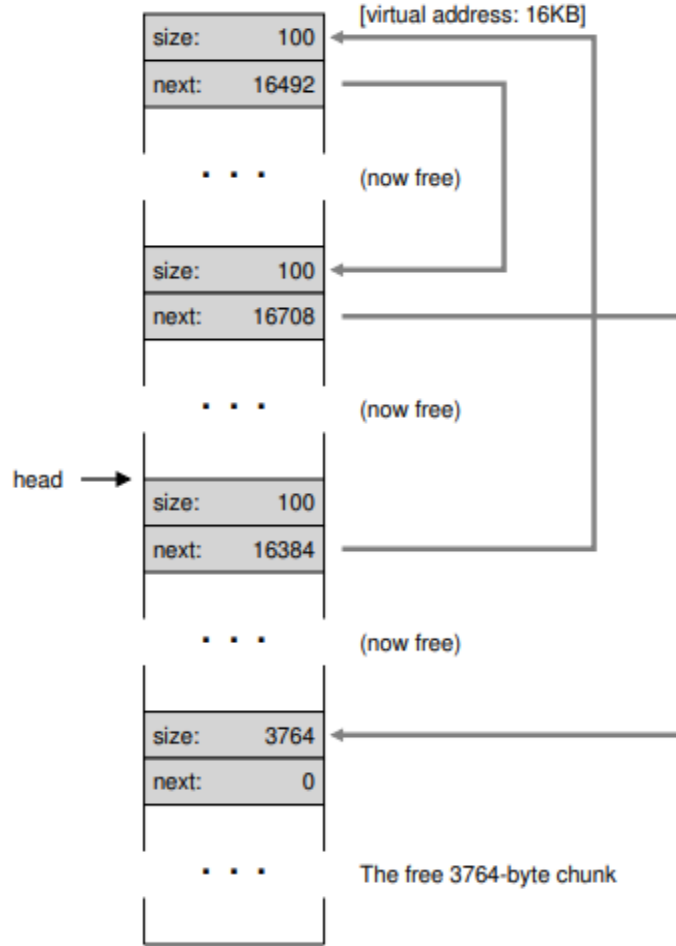 [virtual address: 16KB]
size: 100
next: 16492
. . . (now free)
size: 100
next: 16708
. . . (now free)
head
size: 100
next: 16384
. . . (now free)
size: 3764
next: 0
. . . The free 3764-byte chunk